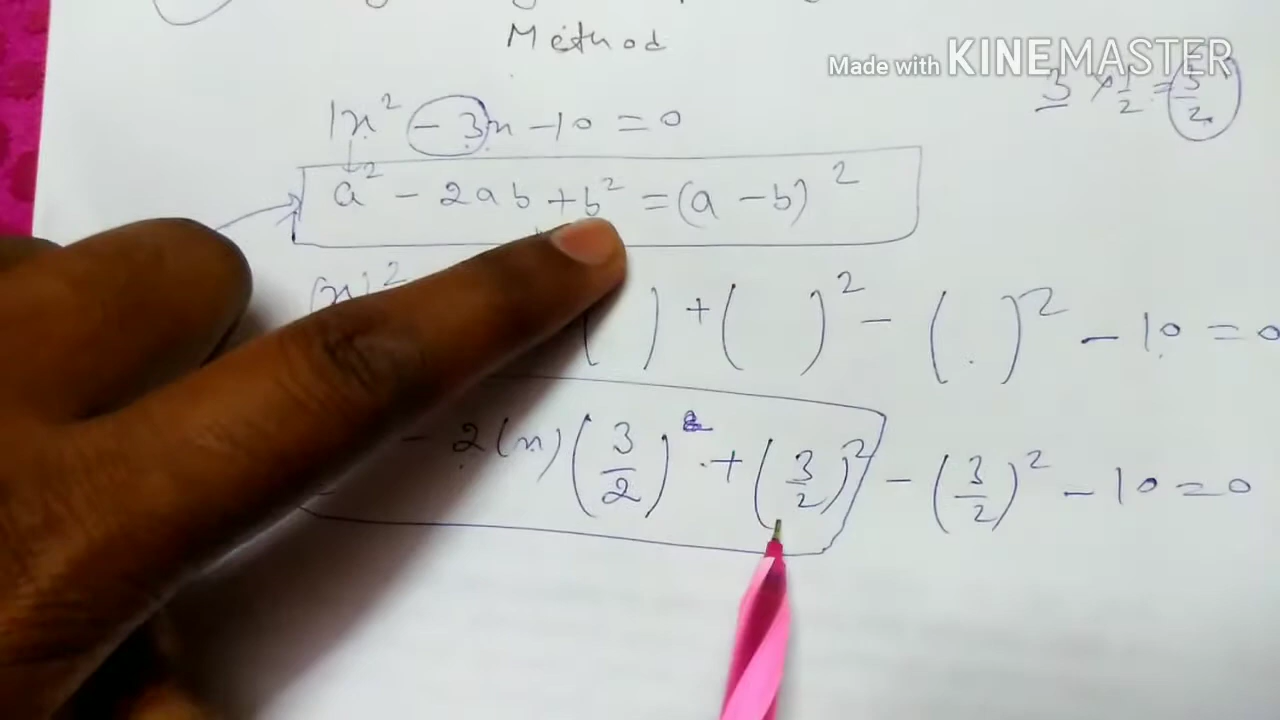 Method
Made with KINEMASTER
3 × 1/2 = 3/2
1x² - 3x - 10 = 0
a² - 2ab + b² = (a - b)²
(x)² ( ) + ( )² - ( . )² - 10 = 0
- 2(x)(3/2) + (3/2)² - (3/2)² - 10 = 0